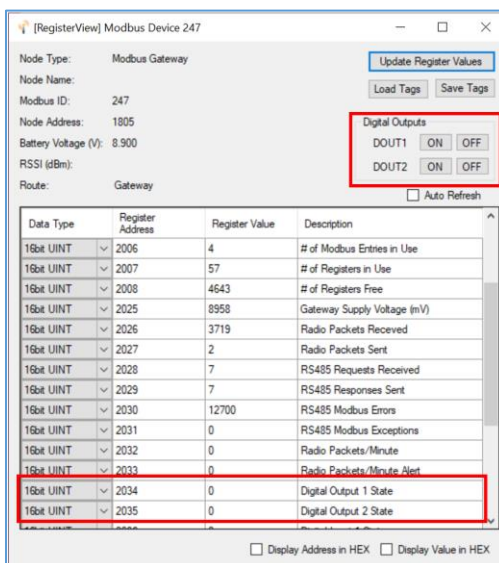 [RegisterView] Modbus Device 247
Node Type: Modbus Gateway
Update Register Values
Node Name:
Load Tags Save Tags
Modbus ID: 247
Node Address: 1805
Digital Outputs
Battery Voltage (V): 8.900
DOUT1 ON OFF
RSSI (dBm):
DOUT2 ON OFF
Route: Gateway
Auto Refresh
Data Type Register Address Register Value Description
16bit UINT 2006 4 # of Modbus Entries in Use
16bit UINT 2007 57 # of Registers in Use
16bit UINT 2008 4643 # of Registers Free
16bit UINT 2025 8958 Gateway Supply Voltage (mV)
16bit UINT 2026 3719 Radio Packets Receved
16bit UINT 2027 2 Radio Packets Sent
16bit UINT 2028 7 RS485 Requests Received
16bit UINT 2029 7 RS485 Responses Sent
16bit UINT 2030 12700 RS485 Modbus Errors
16bit UINT 2031 0 RS485 Modbus Exceptions
16bit UINT 2032 0 Radio Packets/Minute
16bit UINT 2033 0 Radio Packets/Minute Alert
16bit UINT 2034 0 Digital Output 1 State
16bit UINT 2035 0 Digital Output 2 State
Display Address in HEX Display Value in HEX